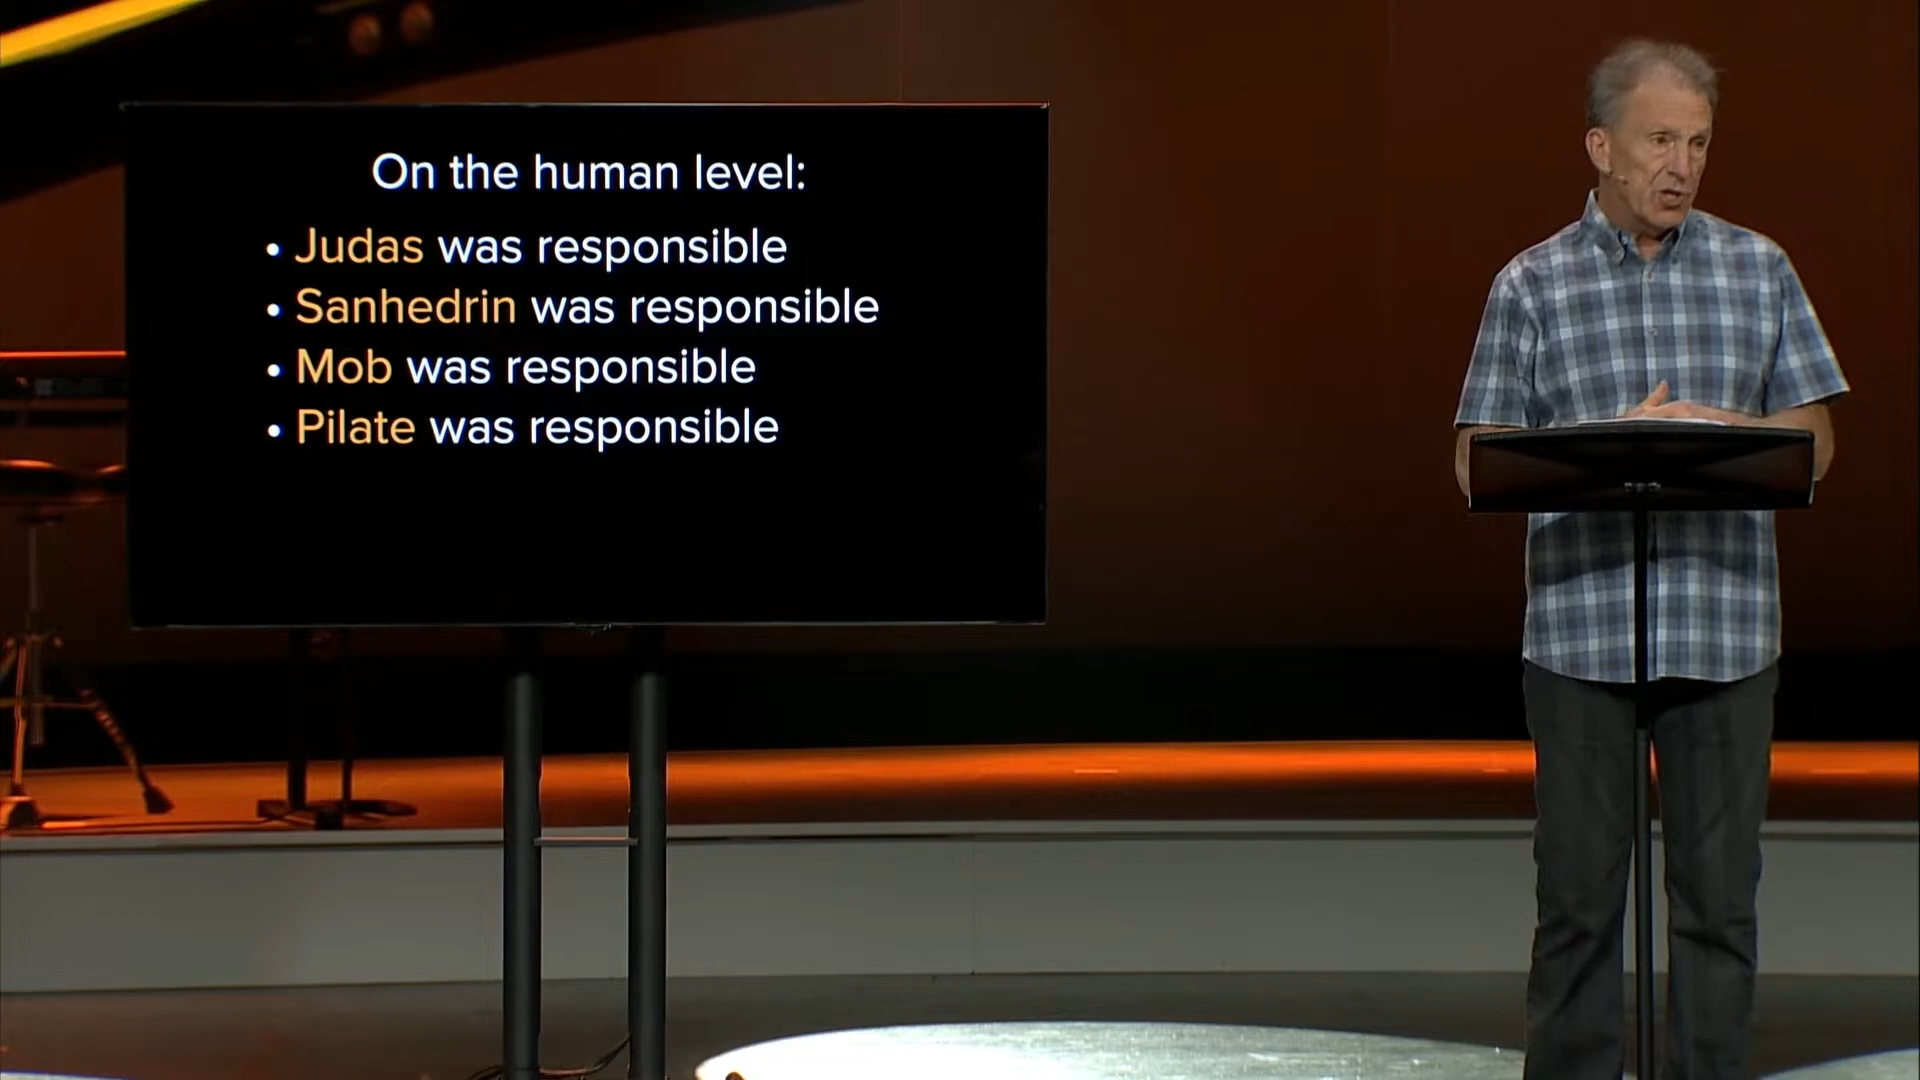 On the human level:
• Judas was responsible
• Sanhedrin was responsible
• Mob was responsible
• Pilate was responsible